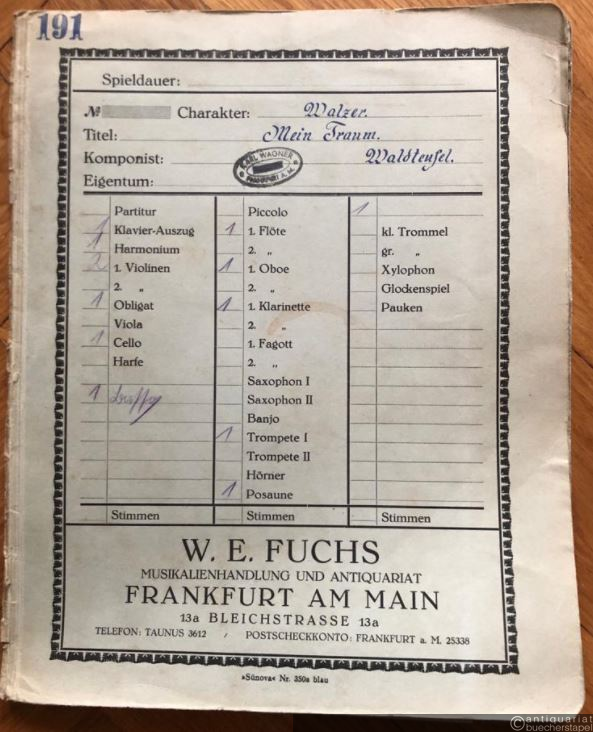 191
Spieldauer:
№ Charakter: Walzer.
Titel: Mein Traum.
Komponist: Waldteufel.
CARL WAGNER
FRANKFURT A. M.
Eigentum:
Partitur
1 Klavier-Auszug
1 Harmonium
2 1. Violinen
2. „
1 Obligat
Viola
1 Cello
Harfe
1
Stimmen
Piccolo
1 1. Flöte
2. „
1 1. Oboe
2. „
1 1. Klarinette
2. „
1. Fagott
2. „
Saxophon I
Saxophon II
Banjo
1 Trompete I
Trompete II
Hörner
1 Posaune
Stimmen
1
kl. Trommel
gr. „
Xylophon
Glockenspiel
Pauken
Stimmen
W. E. FUCHS
MUSIKALIENHANDLUNG UND ANTIQUARIAT
FRANKFURT AM MAIN
13a BLEICHSTRASSE 13a
TELEFON: TAUNUS 3612 / POSTSCHECKKONTO: FRANKFURT a. M. 25338
»Sünova« Nr. 350a blau
©antiquariat
buecherstapel